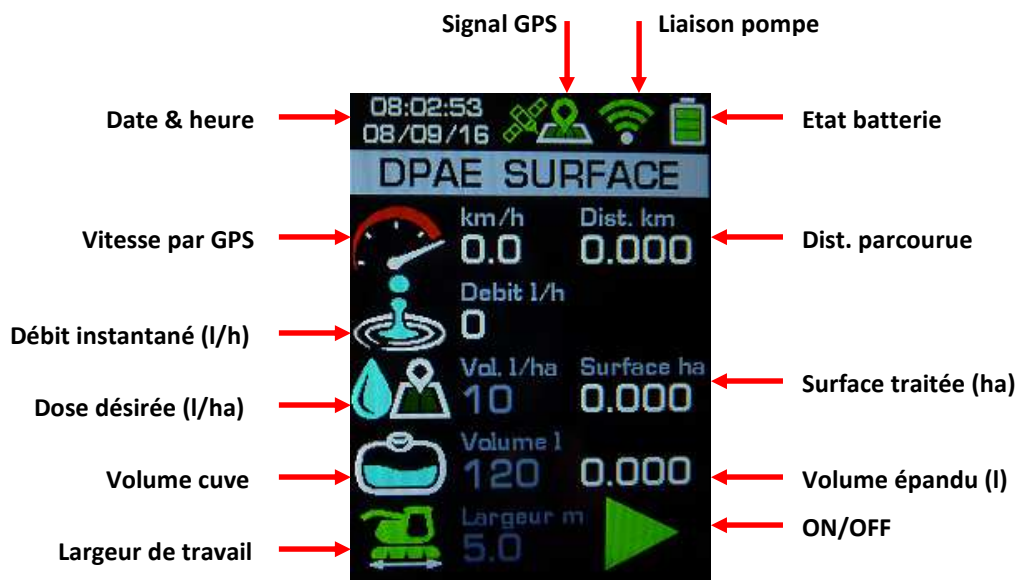 Signal GPS
Liaison pompe
Date & heure
08:02:53
08/09/16
Etat batterie
DPAE SURFACE
Vitesse par GPS
km/h
Dist. km
0.0
0.000
Dist. parcourue
Débit instantané (l/h)
Debit l/h
0
Dose désirée (l/ha)
Vol. l/ha
Surface ha
10
0.000
Surface traitée (ha)
Volume cuve
Volume l
120
0.000
Volume épandu (l)
Largeur de travail
Largeur m
5.0
ON/OFF